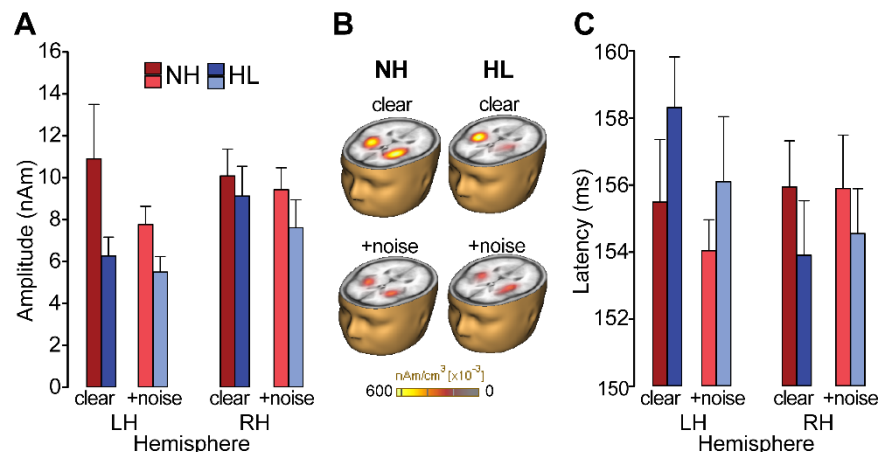 A
Amplitude (nAm)
16
14
12
10
8
6
4
2
0
NH HL
clear +noise clear +noise
LH RH
Hemisphere
B
NH HL
clear clear
+noise +noise
nAm/cm³ [x10⁻³]
600 0
C
Latency (ms)
160
158
156
154
152
150
clear +noise clear +noise
LH RH
Hemisphere